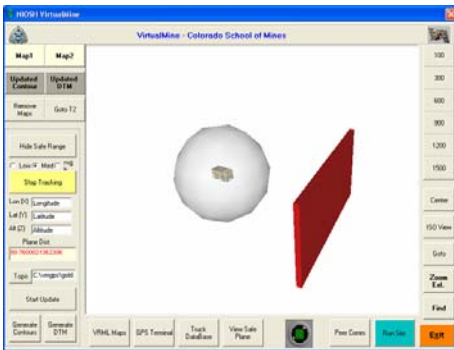 NIOSH VirtualMine
VirtualMine - Colorado School of Mines
Map1 Map2
Updated Contour
Updated DTM
Remove Maps
Goto T2
Hide Safe Range
Low Med
Stop Tracking
Lon (X) Longitude
Lat (Y) Latitude
Alt (Z) Altitude
Plane Dist
Topo C:\vmgps\gold
Start Update
Generate Contours
Generate DTM
VRML Maps
GPS Terminal
Truck DataBase
View Safe Plane
Peer Comms
Run Sim
100
300
600
900
1200
1500
Center
ISO View
Goto
Zoom Ext.
Find
Exit